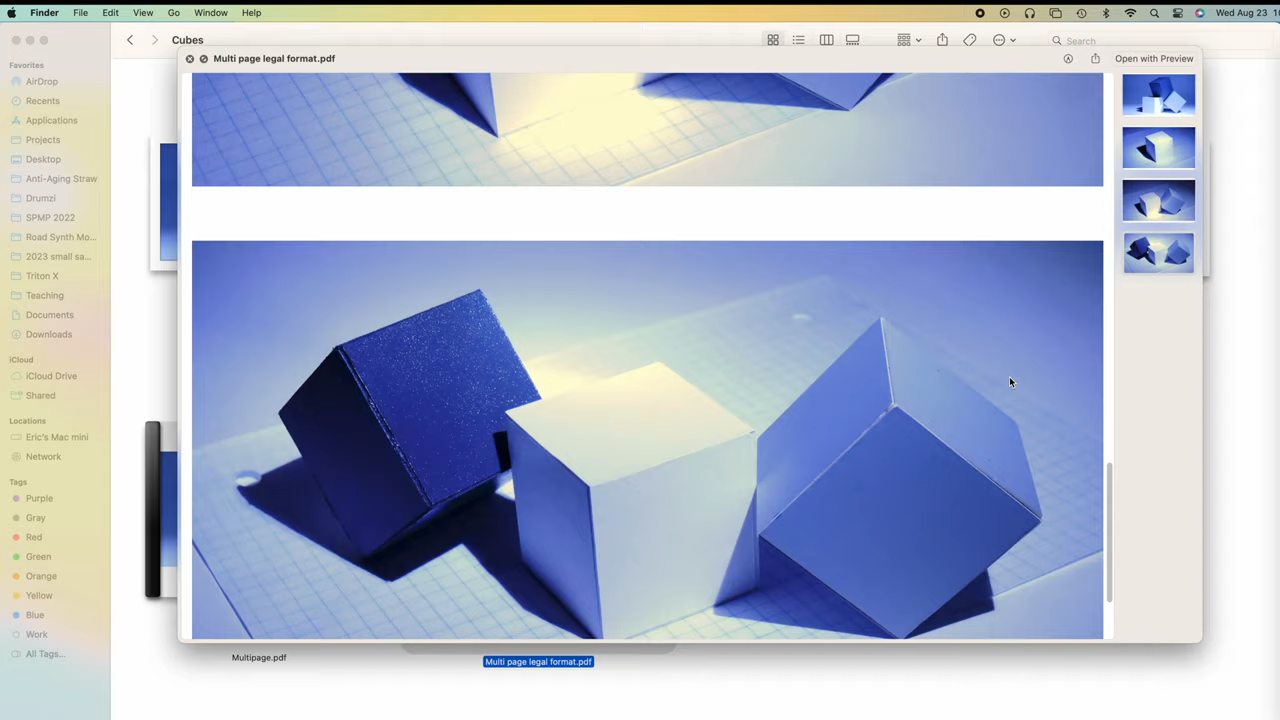 Finder File Edit View Go Window Help
Wed Aug 23
Cubes
Search
Multi page legal format.pdf
Open with Preview
Favorites
AirDrop
Recents
Applications
Projects
Desktop
Anti-Aging Straw
Drumzi
SPMP 2022
Road Synth Mo...
2023 small sa...
Triton X
Teaching
Documents
Downloads
iCloud
iCloud Drive
Shared
Locations
Eric's Mac mini
Network
Tags
Purple
Gray
Red
Green
Orange
Yellow
Blue
Work
All Tags...
Multipage.pdf
Multi page legal format.pdf